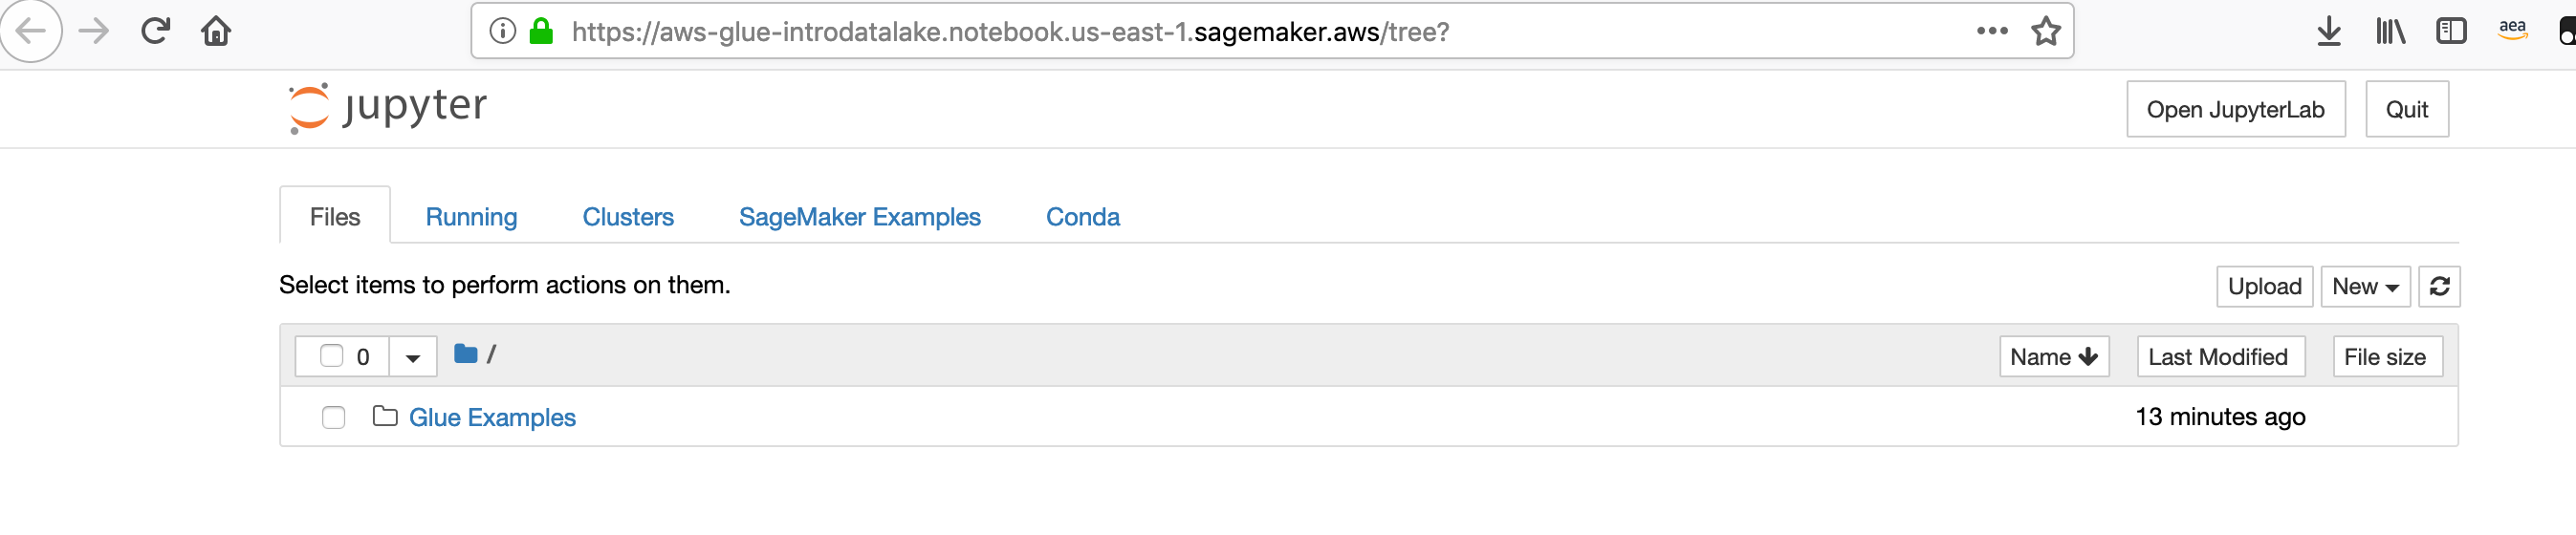 https://aws-glue-introdatalake.notebook.us-east-1.sagemaker.aws/tree?
aea
jupyter
Open JupyterLab
Quit
Files
Running
Clusters
SageMaker Examples
Conda
Select items to perform actions on them.
Upload
New
0
/
Name
Last Modified
File size
Glue Examples
13 minutes ago